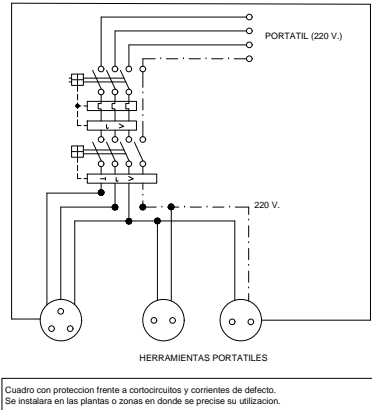 PORTATIL (220 V.)
220 V.
HERRAMIENTAS PORTATILES
Cuadro con proteccion frente a cortocircuitos y corrientes de defecto.
Se instalara en las plantas o zonas en donde se precise su utilizacion.